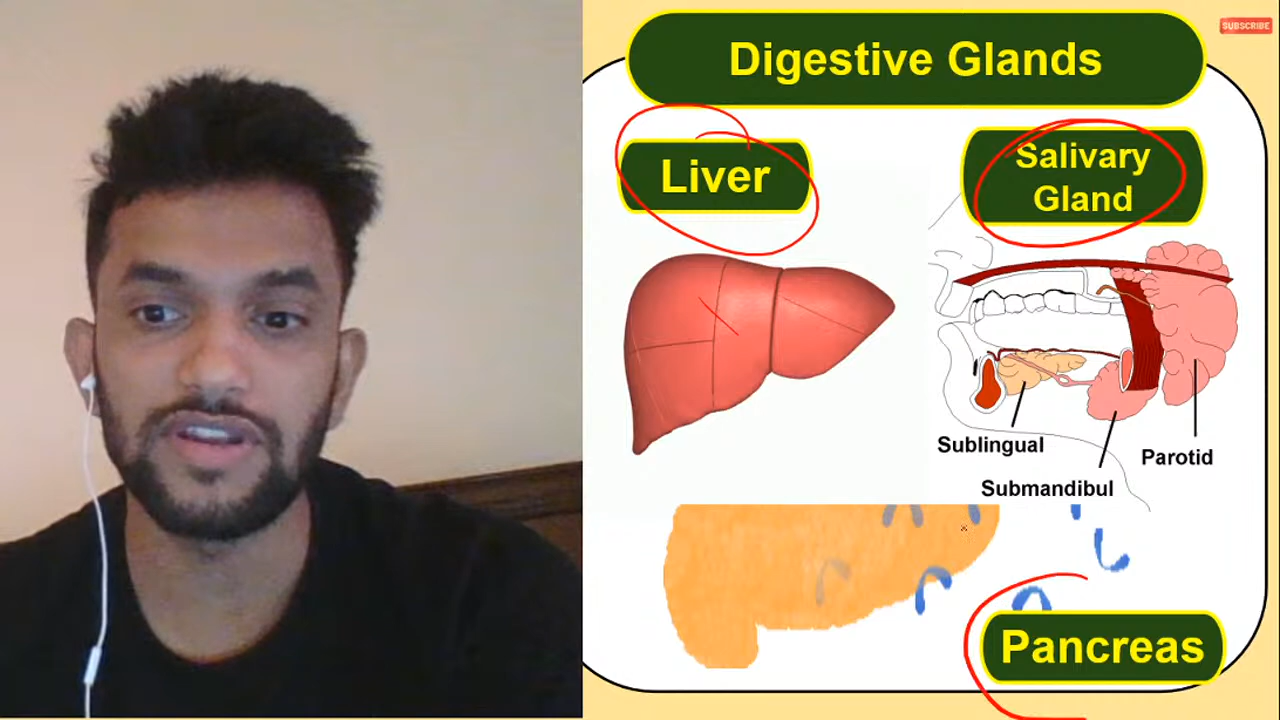 SUBSCRIBE
Digestive Glands
Liver
Salivary
Gland
Sublingual
Submandibul
Parotid
Pancreas